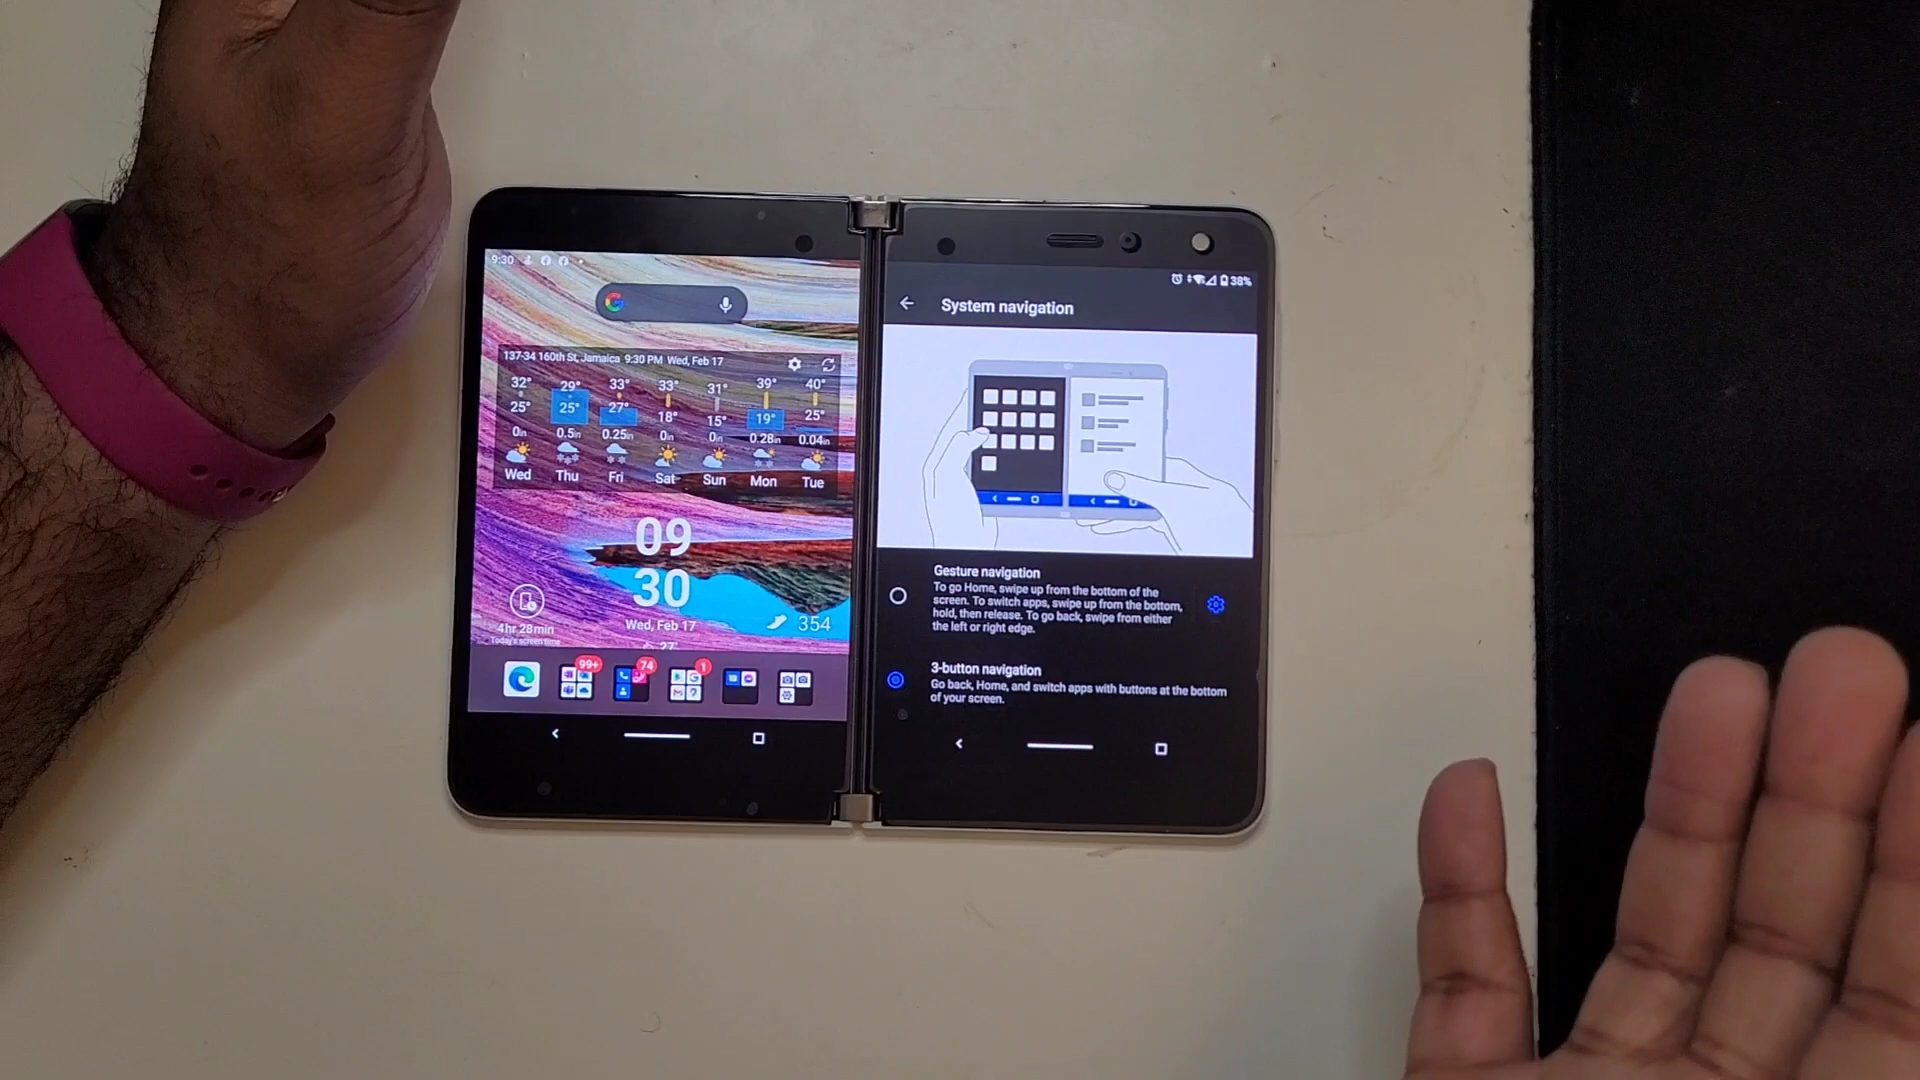 9:30
137-34 160th St, Jamaica 9:30 PM Wed, Feb 17
32° 29° 33° 33° 31° 39° 40°
25° 25° 27° 18° 15° 19° 25°
0in 0.5in 0.25in 0in 0in 0.28in 0.04in
Wed Thu Fri Sat Sun Mon Tue
09
30
Wed, Feb 17
354
4hr 28min
Today's screen time
27°
99+ 74 1
38%
System navigation
Gesture navigation
To go Home, swipe up from the bottom of the
screen. To switch apps, swipe up from the bottom,
hold, then release. To go back, swipe from either
the left or right edge.
3-button navigation
Go back, Home, and switch apps with buttons at the bottom
of your screen.